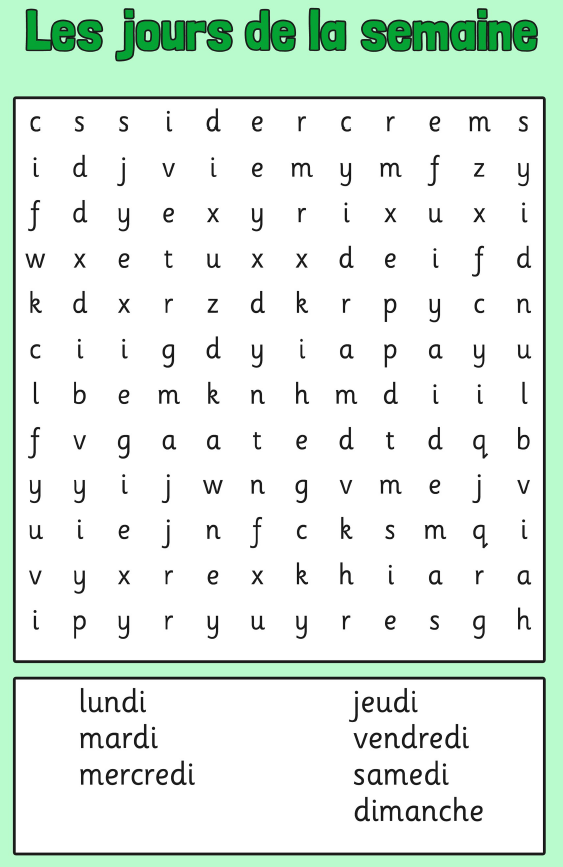 Les jours de la semaine
c s s i d e r c r e m s
i d j v i e m y m f z y
f d y e x y r i x u x i
w x e t u x x d e i f d
k d x r z d k r p y c n
c i i g d y i a p a y u
l b e m k n h m d i i l
f v g a a t e d t d q b
y y i j w n g v m e j v
u i e j n f c k s m q i
v y x r e x k h i a r a
i p y r y u y r e s g h
lundi jeudi
mardi vendredi
mercredi samedi
dimanche